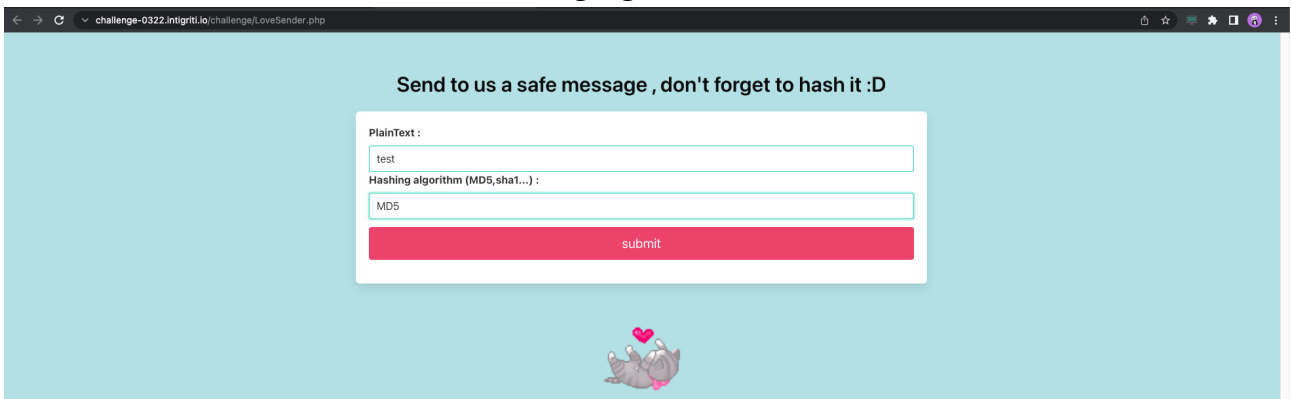 challenge-0322.intigriti.io/challenge/LoveSender.php
Send to us a safe message , don't forget to hash it :D
PlainText :
test
Hashing algorithm (MD5,sha1...) :
MD5
submit